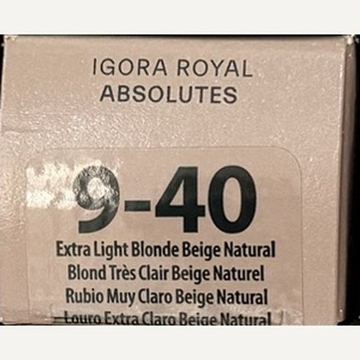 IGORA ROYAL
ABSOLUTES
9-40
Extra Light Blonde Beige Natural
Blond Très Clair Beige Naturel
Rubio Muy Claro Beige Natural
Louro Extra Claro Beige Natural